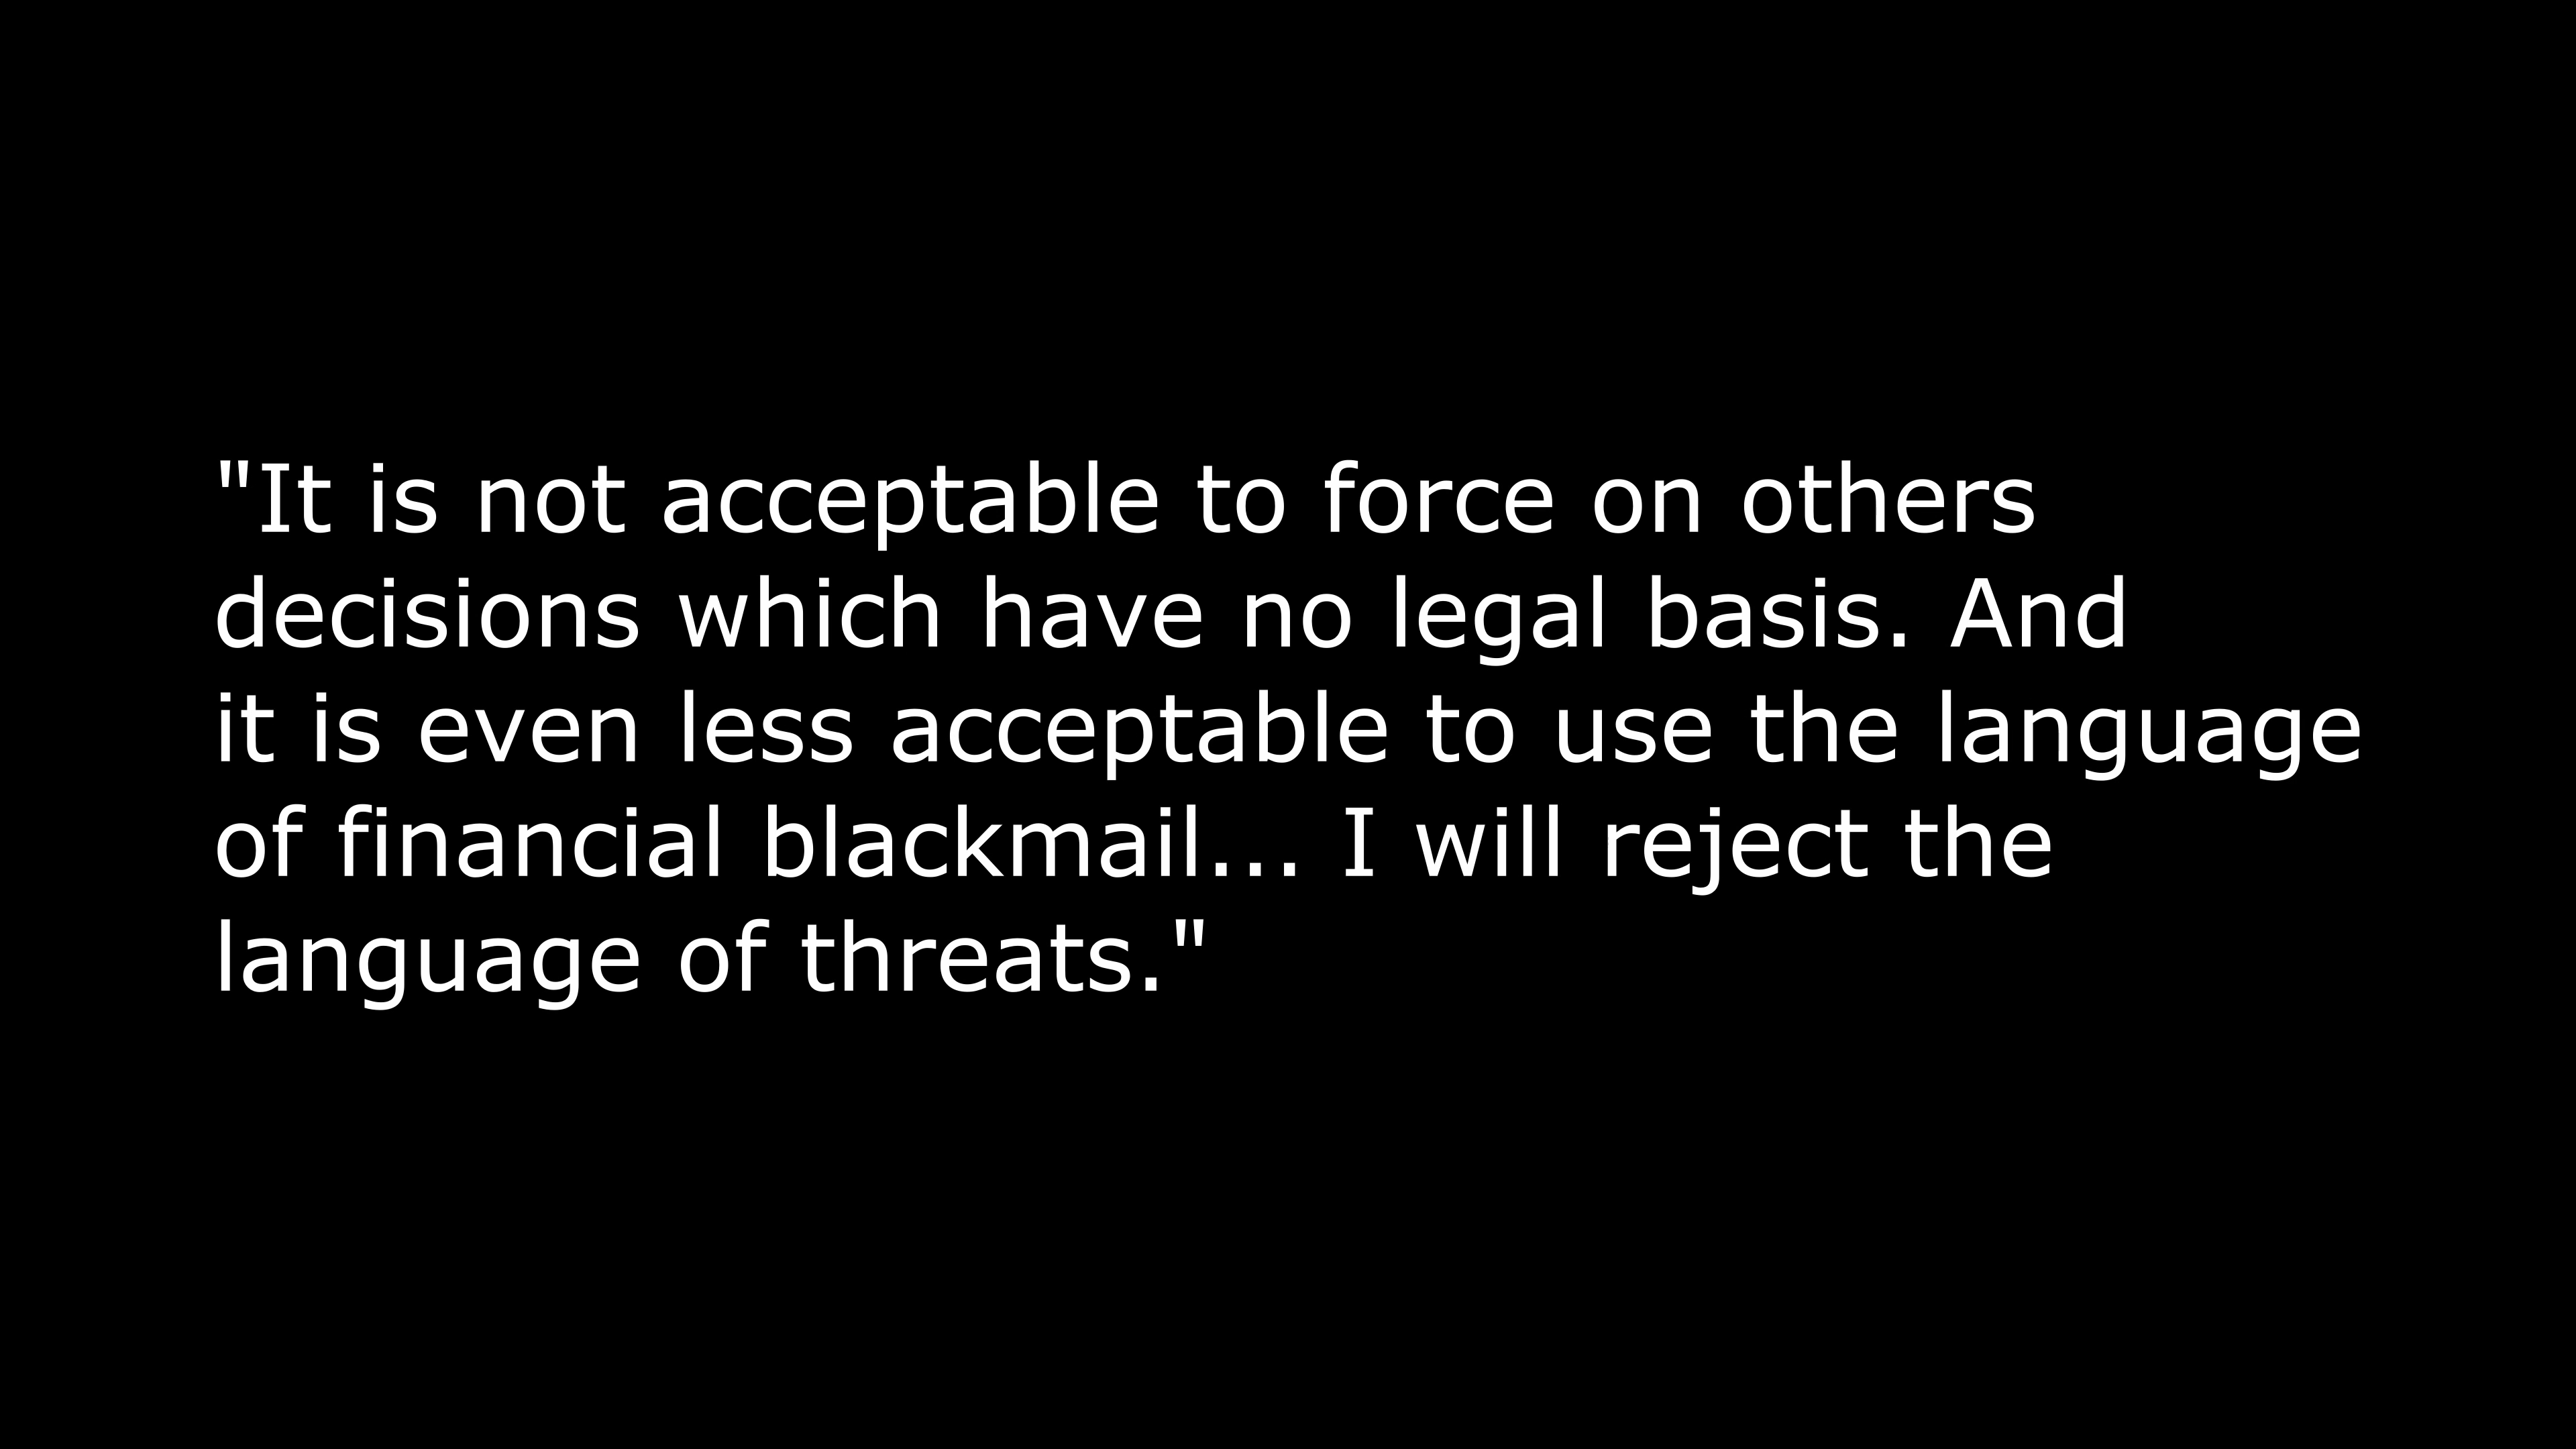 "It is not acceptable to force on others
decisions which have no legal basis. And
it is even less acceptable to use the language
of financial blackmail... I will reject the
language of threats."